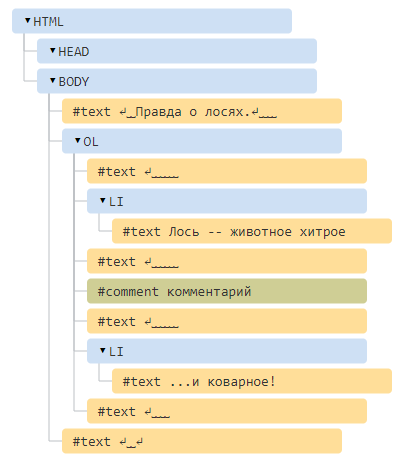 ▾HTML
▾HEAD
▾BODY
#text ↵␣␣Правда о лосях.↵␣␣␣␣
▾OL
#text ↵␣␣␣␣␣␣
▾LI
#text Лось -- животное хитрое
#text ↵␣␣␣␣␣␣
#comment комментарий
#text ↵␣␣␣␣␣␣
▾LI
#text ...и коварное!
#text ↵␣␣␣␣
#text ↵␣␣↵